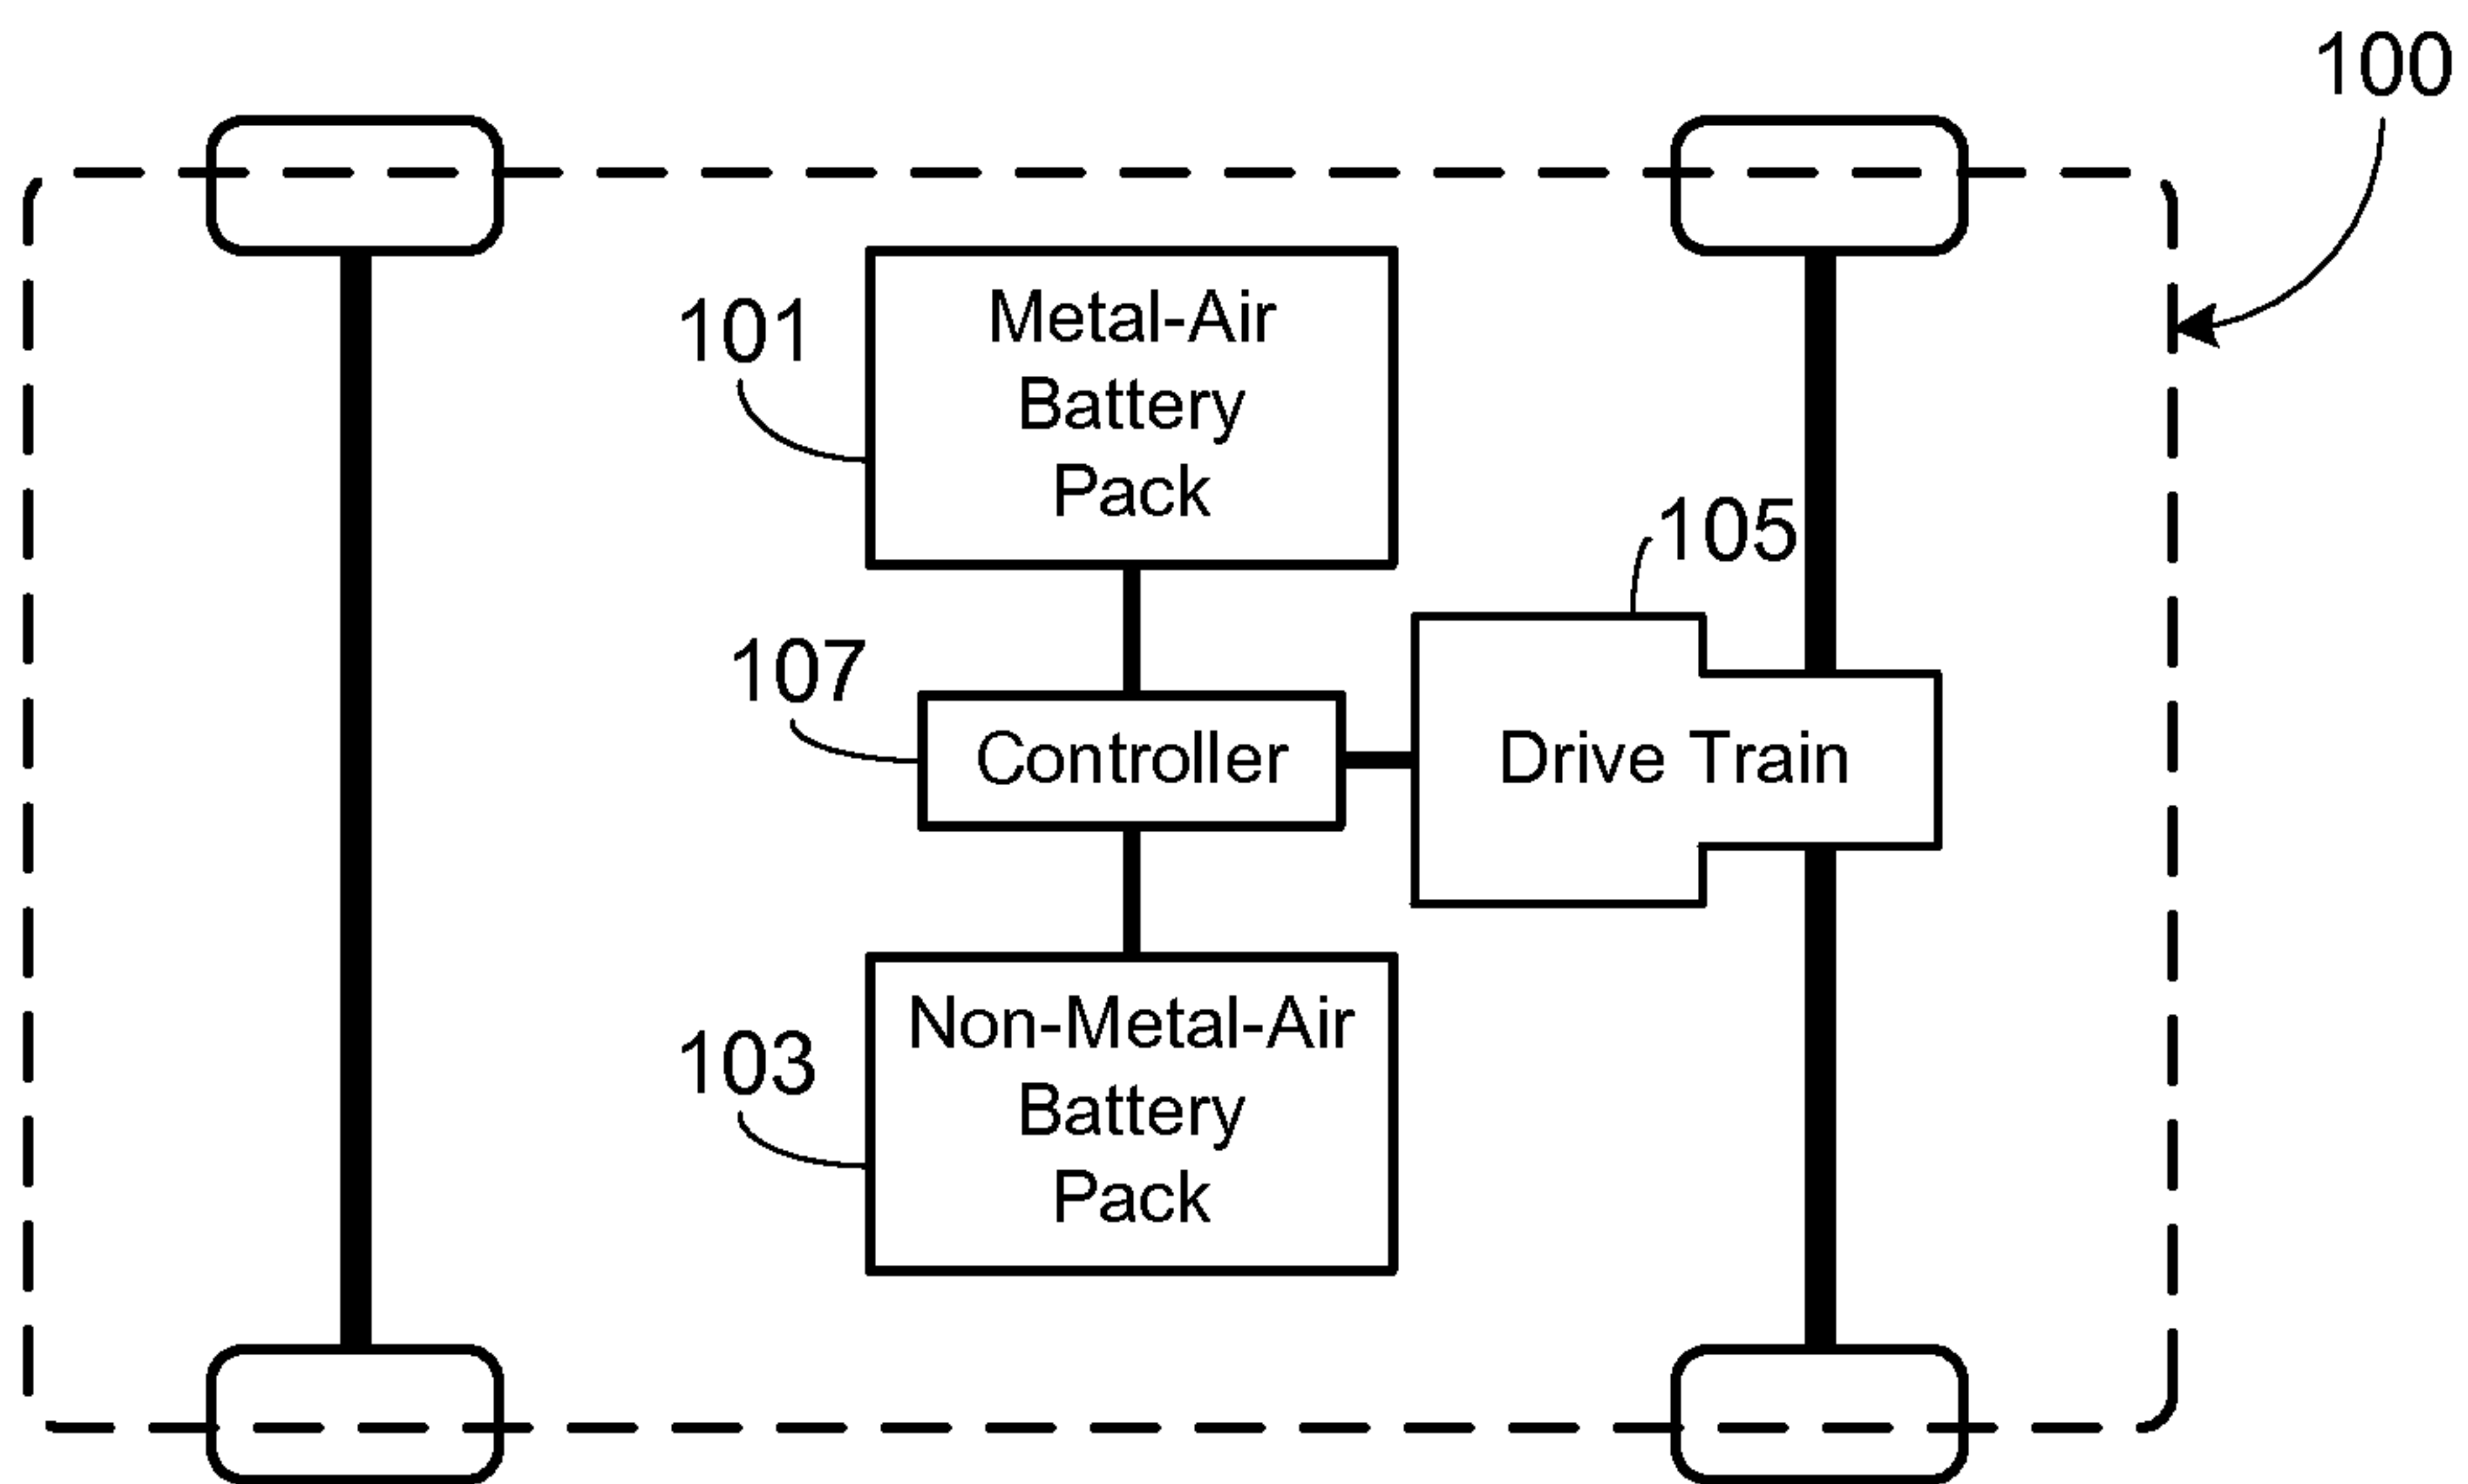 100
Metal-Air
Battery
Pack
101
105
107
Controller
Drive Train
Non-Metal-Air
Battery
Pack
103